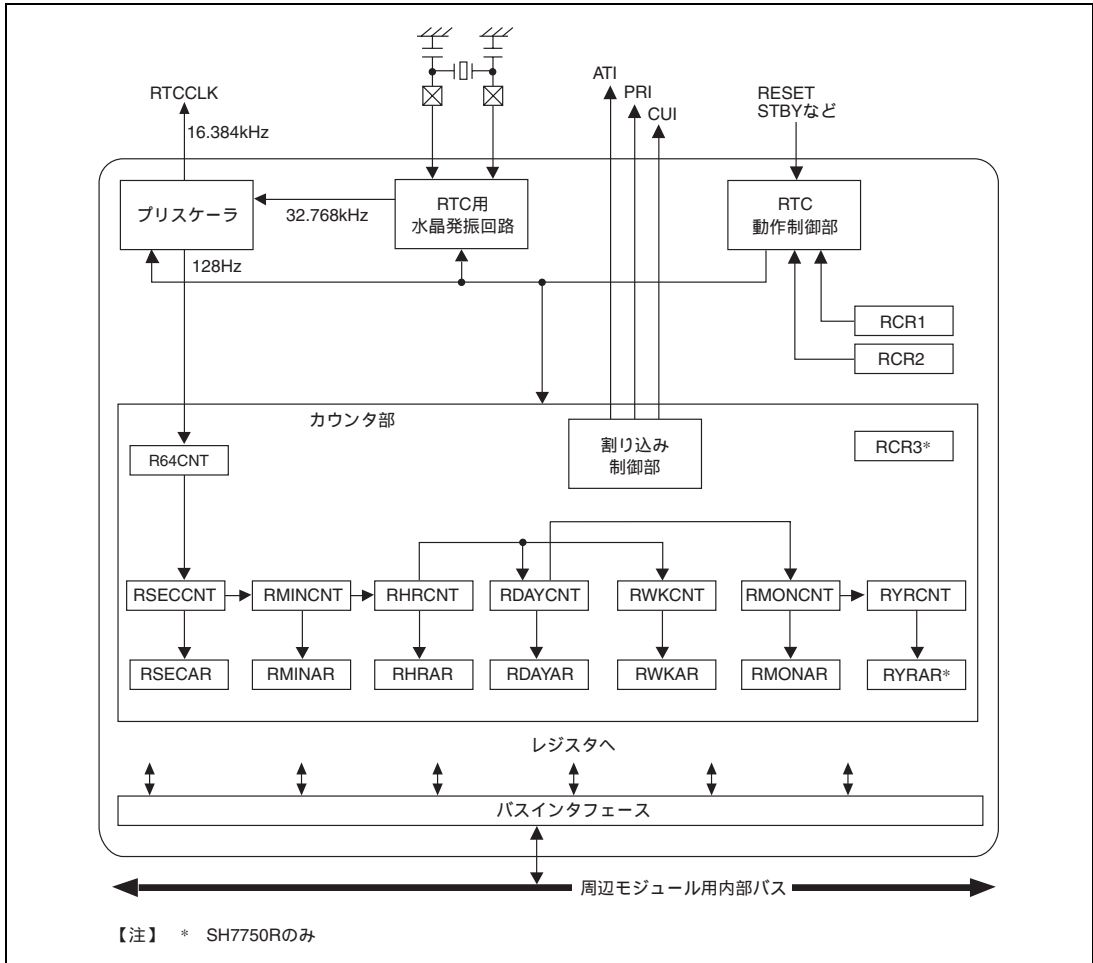 ATI
PRI
CUI
RTCCLK
16.384kHz
RESET
STBYなど
プリスケーラ
32.768kHz
RTC用
水晶発振回路
RTC
動作制御部
128Hz
RCR1
RCR2
カウンタ部
R64CNT
割り込み
制御部
RCR3*
RSECCNT
RMINCNT
RHRCNT
RDAYCNT
RWKCNT
RMONCNT
RYRCNT
RSECAR
RMINAR
RHRAR
RDAYAR
RWKAR
RMONAR
RYRAR*
レジスタへ
バスインタフェース
周辺モジュール用内部バス
【注】 * SH7750Rのみ